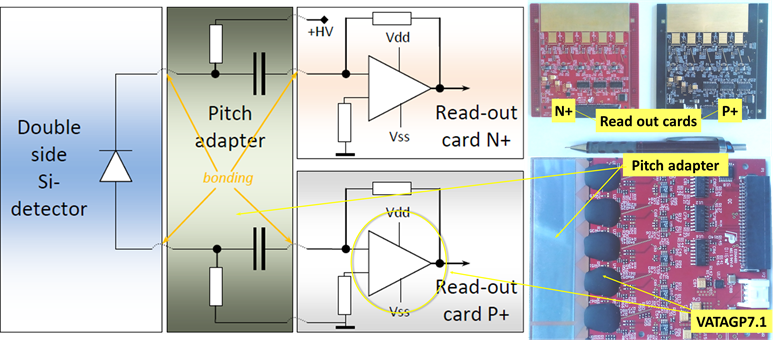 Double
side
Si-
detector
Pitch
adapter
bonding
+HV
Vdd
Vss
Read-out
card N+
Vdd
Vss
Read-out
card P+
N+
Read out cards
P+
Pitch adapter
VATAGP7.1